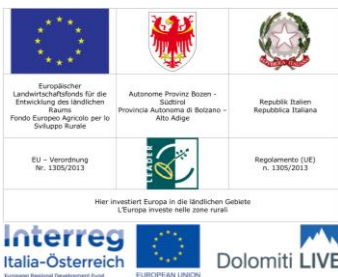 Europäischer
Landwirtschaftsfonds für die
Entwicklung des ländlichen
Raums
Fondo Europeo Agricolo per lo
Sviluppo Rurale
Autonome Provinz Bozen -
Südtirol
Provincia Autonoma di Bolzano –
Alto Adige
Republik Italien
Repubblica Italiana
EU – Verordnung
Nr. 1305/2013
LEADER
Regolamento (UE)
n. 1305/2013
Hier investiert Europa in die ländlichen Gebiete
L'Europa investe nelle zone rurali
Interreg
Italia-Österreich
European Regional Development Fund
EUROPEAN UNION
Dolomiti LIVE